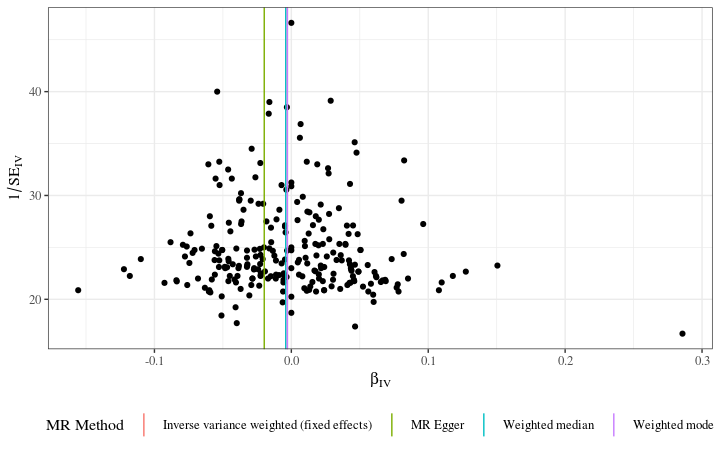 1/SE_IV
40
30
20
-0.1 0.0 0.1 0.2 0.3
β_IV
MR Method Inverse variance weighted (fixed effects) MR Egger Weighted median Weighted mode